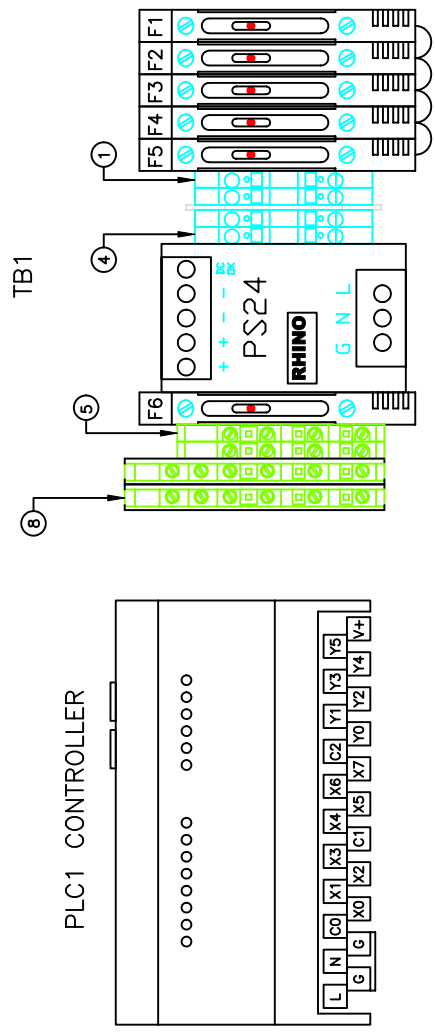 TB1
F1
F2
F3
F4
F5
1
4
+ + - - DC OK
PS24
RHINO
G N L
F6
5
8
PLC1 CONTROLLER
L N C0 X1 X3 X4 X6 C2 Y1 Y3 Y5
G G X0 X2 C1 X5 X7 Y0 Y2 Y4 V+